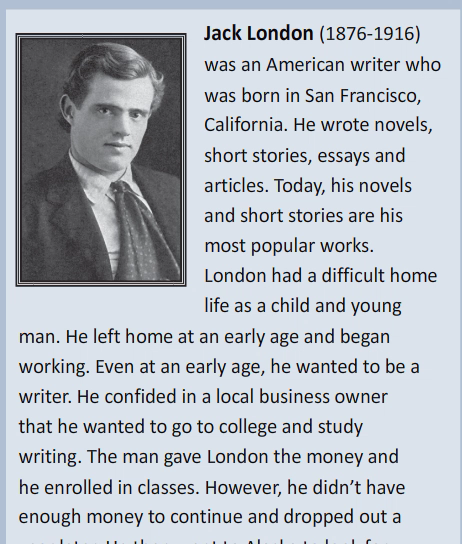 Jack London (1876-1916)
was an American writer who
was born in San Francisco,
California. He wrote novels,
short stories, essays and
articles. Today, his novels
and short stories are his
most popular works.
London had a difficult home
life as a child and young
man. He left home at an early age and began
working. Even at an early age, he wanted to be a
writer. He confided in a local business owner
that he wanted to go to college and study
writing. The man gave London the money and
he enrolled in classes. However, he didn’t have
enough money to continue and dropped out a